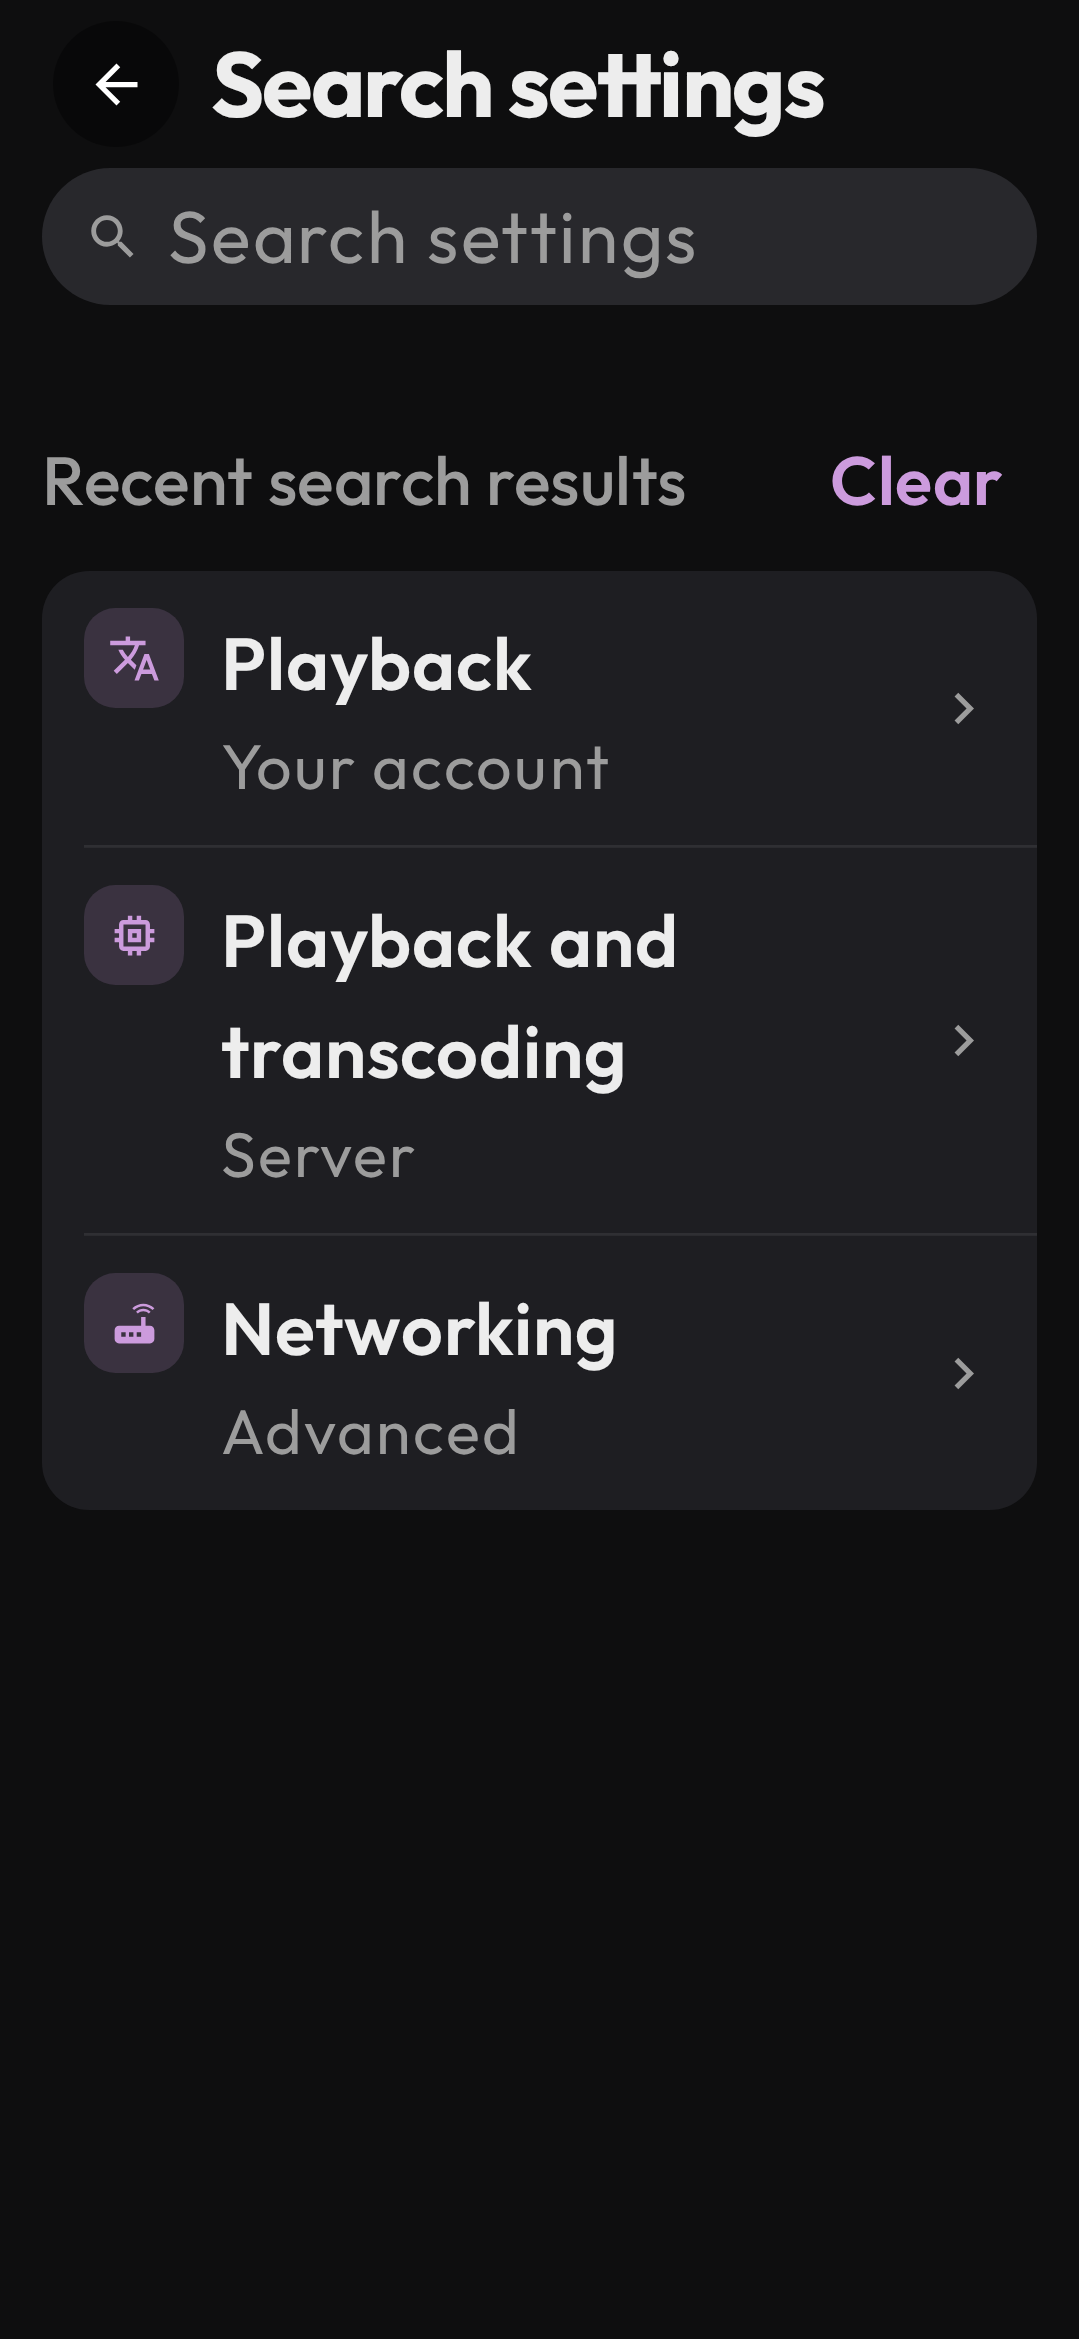 Search settings
Search settings
Recent search results
Clear
Playback
Your account
Playback and
transcoding
Server
Networking
Advanced